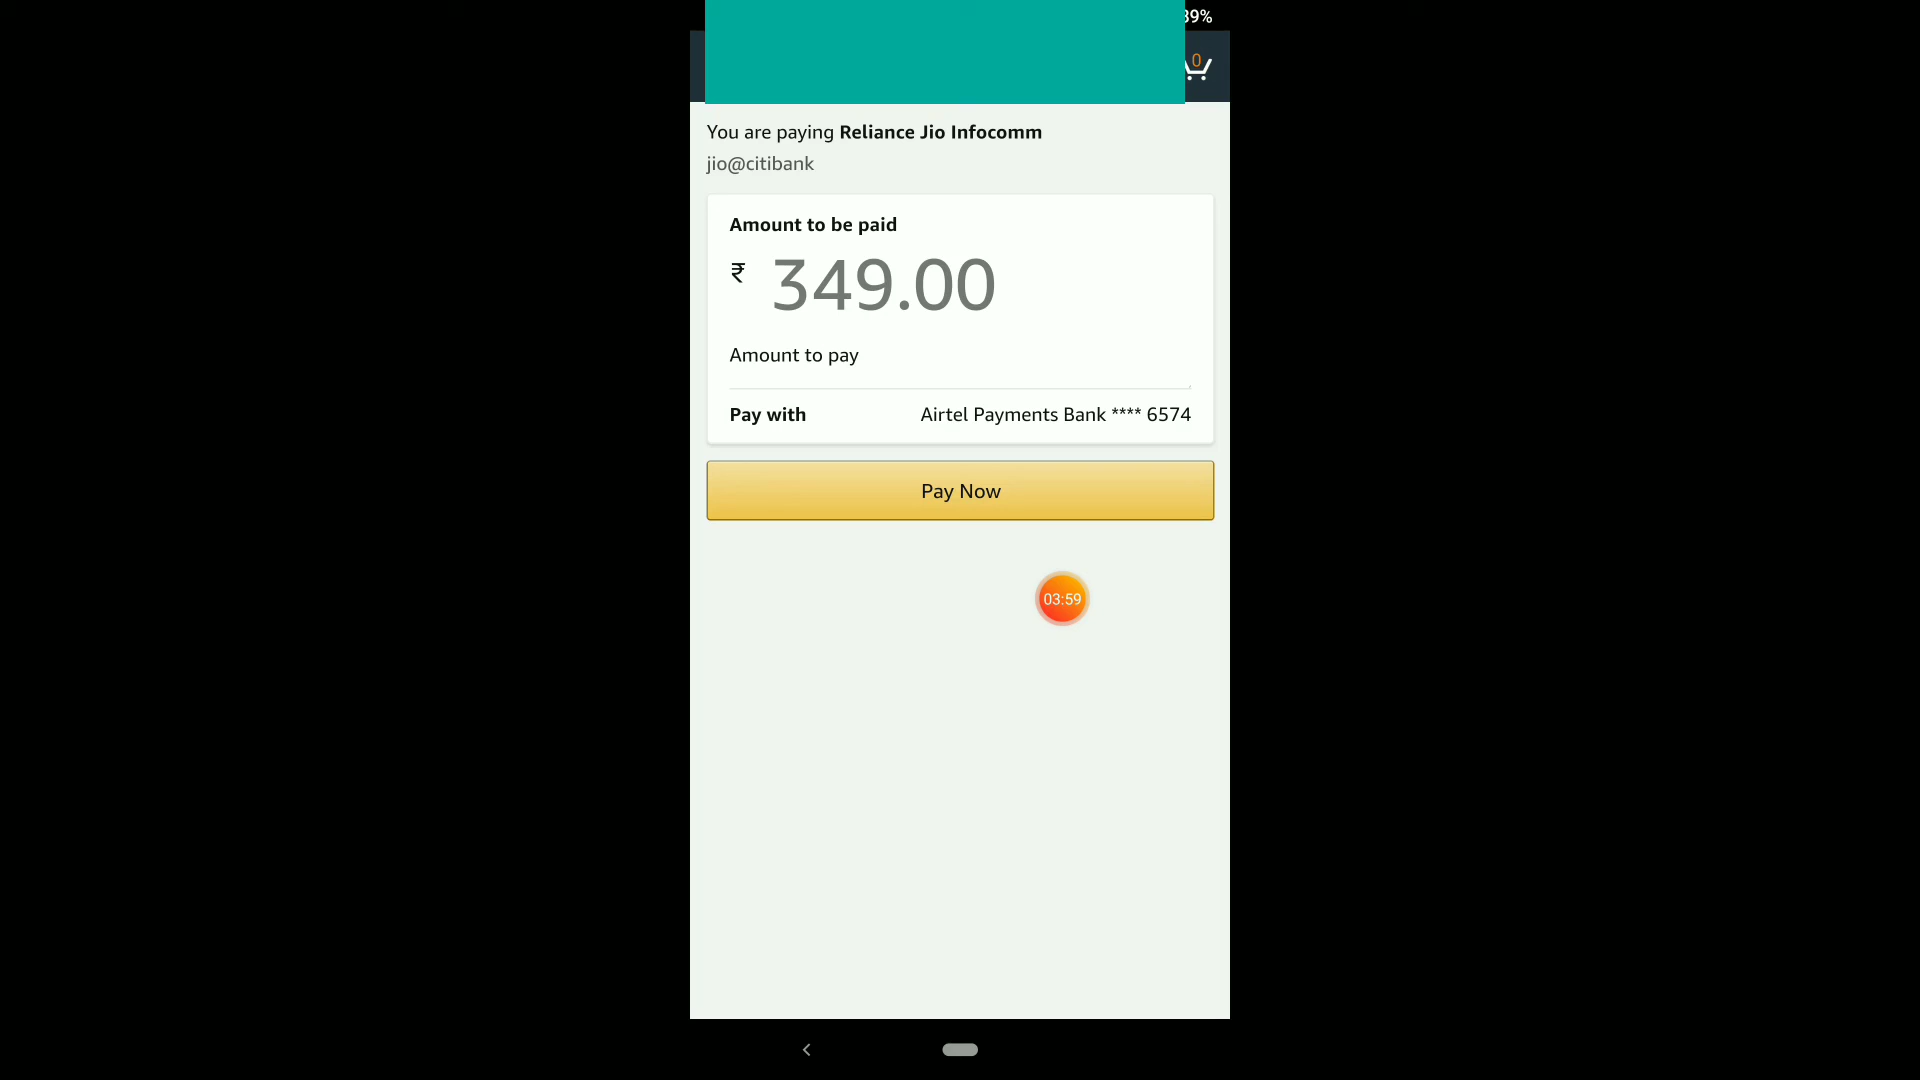 39%
0
You are paying Reliance Jio Infocomm
jio@citibank
Amount to be paid
₹ 349.00
Amount to pay
Pay with Airtel Payments Bank **** 6574
Pay Now
03:59